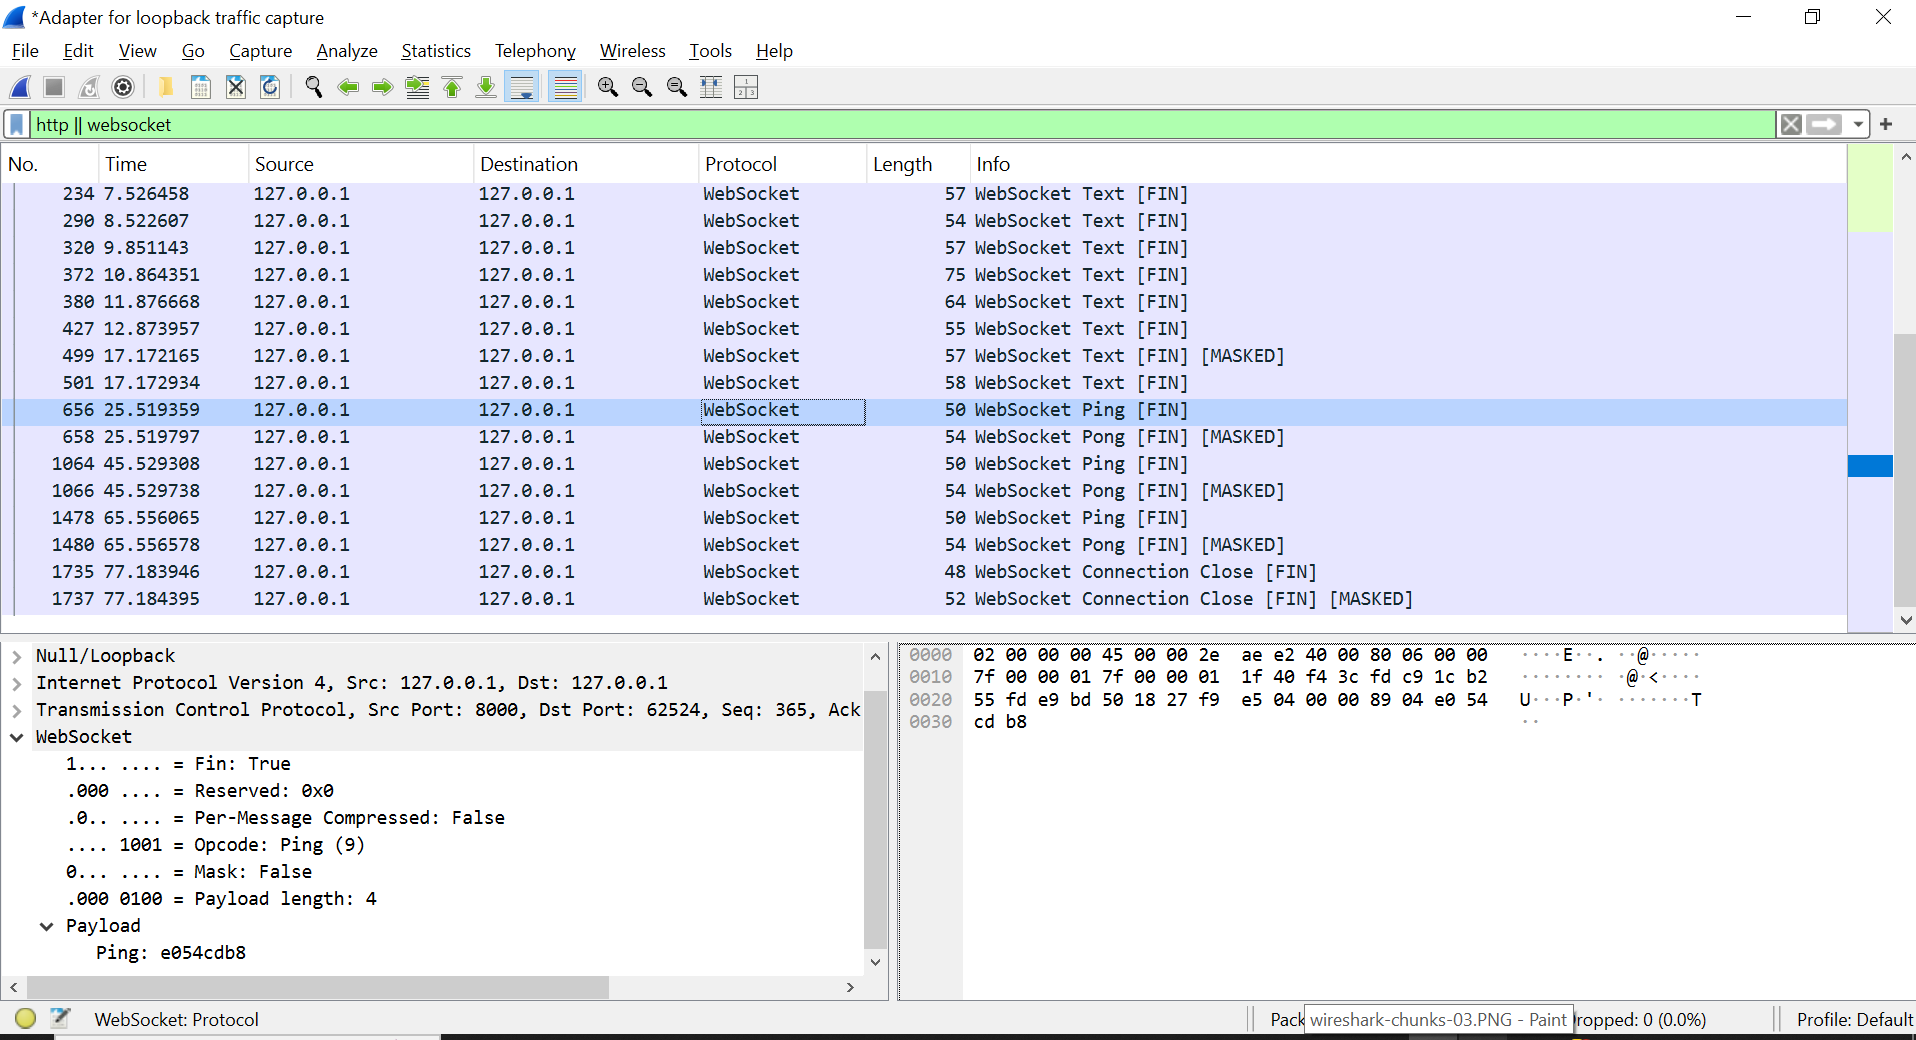 *Adapter for loopback traffic capture
File Edit View Go Capture Analyze Statistics Telephony Wireless Tools Help
http || websocket
No. Time Source Destination Protocol Length Info
234 7.526458 127.0.0.1 127.0.0.1 WebSocket 57 WebSocket Text [FIN]
290 8.522607 127.0.0.1 127.0.0.1 WebSocket 54 WebSocket Text [FIN]
320 9.851143 127.0.0.1 127.0.0.1 WebSocket 57 WebSocket Text [FIN]
372 10.864351 127.0.0.1 127.0.0.1 WebSocket 75 WebSocket Text [FIN]
380 11.876668 127.0.0.1 127.0.0.1 WebSocket 64 WebSocket Text [FIN]
427 12.873957 127.0.0.1 127.0.0.1 WebSocket 55 WebSocket Text [FIN]
499 17.172165 127.0.0.1 127.0.0.1 WebSocket 57 WebSocket Text [FIN] [MASKED]
501 17.172934 127.0.0.1 127.0.0.1 WebSocket 58 WebSocket Text [FIN]
656 25.519359 127.0.0.1 127.0.0.1 WebSocket 50 WebSocket Ping [FIN]
658 25.519797 127.0.0.1 127.0.0.1 WebSocket 54 WebSocket Pong [FIN] [MASKED]
1064 45.529308 127.0.0.1 127.0.0.1 WebSocket 50 WebSocket Ping [FIN]
1066 45.529738 127.0.0.1 127.0.0.1 WebSocket 54 WebSocket Pong [FIN] [MASKED]
1478 65.556065 127.0.0.1 127.0.0.1 WebSocket 50 WebSocket Ping [FIN]
1480 65.556578 127.0.0.1 127.0.0.1 WebSocket 54 WebSocket Pong [FIN] [MASKED]
1735 77.183946 127.0.0.1 127.0.0.1 WebSocket 48 WebSocket Connection Close [FIN]
1737 77.184395 127.0.0.1 127.0.0.1 WebSocket 52 WebSocket Connection Close [FIN] [MASKED]
Null/Loopback
Internet Protocol Version 4, Src: 127.0.0.1, Dst: 127.0.0.1
Transmission Control Protocol, Src Port: 8000, Dst Port: 62524, Seq: 365, Ack
WebSocket
1... .... = Fin: True
.000 .... = Reserved: 0x0
.0.. .... = Per-Message Compressed: False
.... 1001 = Opcode: Ping (9)
0... .... = Mask: False
.000 0100 = Payload length: 4
Payload
Ping: e054cdb8
0000 02 00 00 00 45 00 00 2e ae e2 40 00 80 06 00 00 ····E··. ··@·····
0010 7f 00 00 01 7f 00 00 01 1f 40 f4 3c fd c9 1c b2 ········ ·@·<····
0020 55 fd e9 bd 50 18 27 f9 e5 04 00 00 89 04 e0 54 U···P·'· ·······T
0030 cd b8 ··
WebSocket: Protocol
Pack
wireshark-chunks-03.PNG - Paint
ropped: 0 (0.0%)
Profile: Default